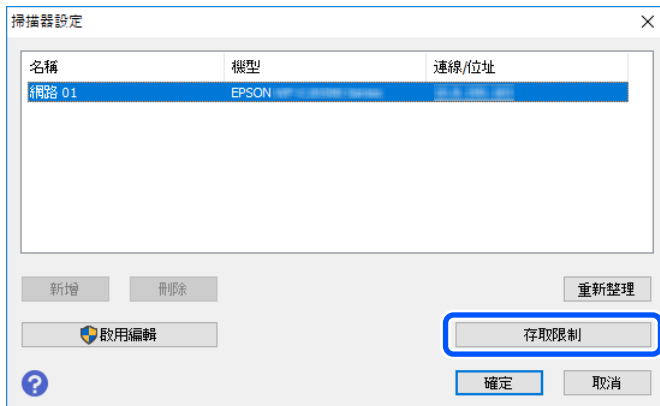 掃描器設定
名稱 機型 連線/位址
網路 01 EPSON
新增 刪除 重新整理
啟用編輯 存取限制
? 確定 取消